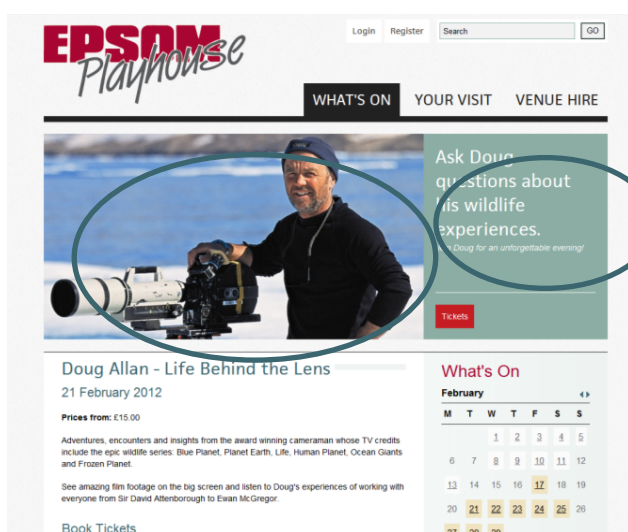 EPSOM
Playhouse
Login Register Search GO
WHAT'S ON YOUR VISIT VENUE HIRE
Ask Doug
questions about
his wildlife
experiences.
Doug for an unforgettable evening!
Tickets
Doug Allan - Life Behind the Lens
21 February 2012
Prices from: £15.00
Adventures, encounters and insights from the award winning cameraman whose TV credits
include the epic wildlife series: Blue Planet, Planet Earth, Life, Human Planet, Ocean Giants
and Frozen Planet.
See amazing film footage on the big screen and listen to Doug's experiences of working with
everyone from Sir David Attenborough to Ewan McGregor.
Book Tickets
What's On
February
M T W T F S S
1 2 3 4 5
6 7 8 9 10 11 12
13 14 15 16 17 18 19
20 21 22 23 24 25 26
27 28 29